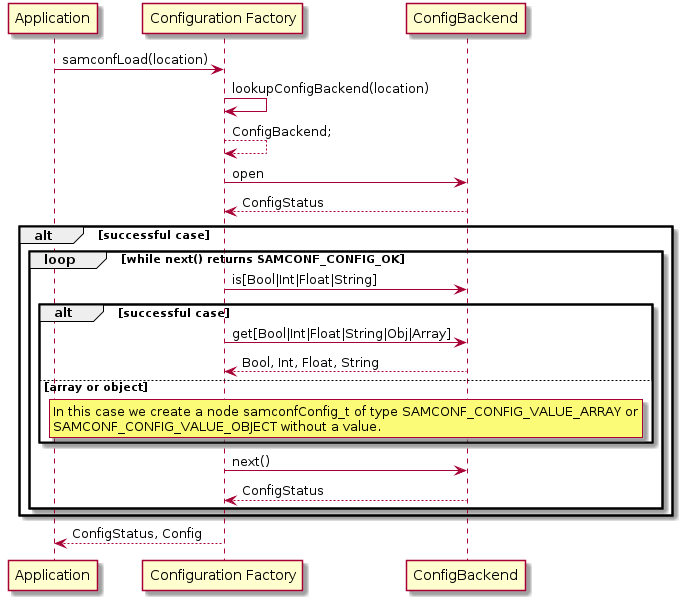 Application
Configuration Factory
ConfigBackend
samconfLoad(location)
lookupConfigBackend(location)
ConfigBackend;
open
ConfigStatus
alt
[successful case]
loop
[while next() returns SAMCONF_CONFIG_OK]
is[Bool|Int|Float|String]
alt
[successful case]
get[Bool|Int|Float|String|Obj|Array]
Bool, Int, Float, String
[array or object]
In this case we create a node samconfConfig_t of type SAMCONF_CONFIG_VALUE_ARRAY or
SAMCONF_CONFIG_VALUE_OBJECT without a value.
next()
ConfigStatus
ConfigStatus, Config
Application
Configuration Factory
ConfigBackend